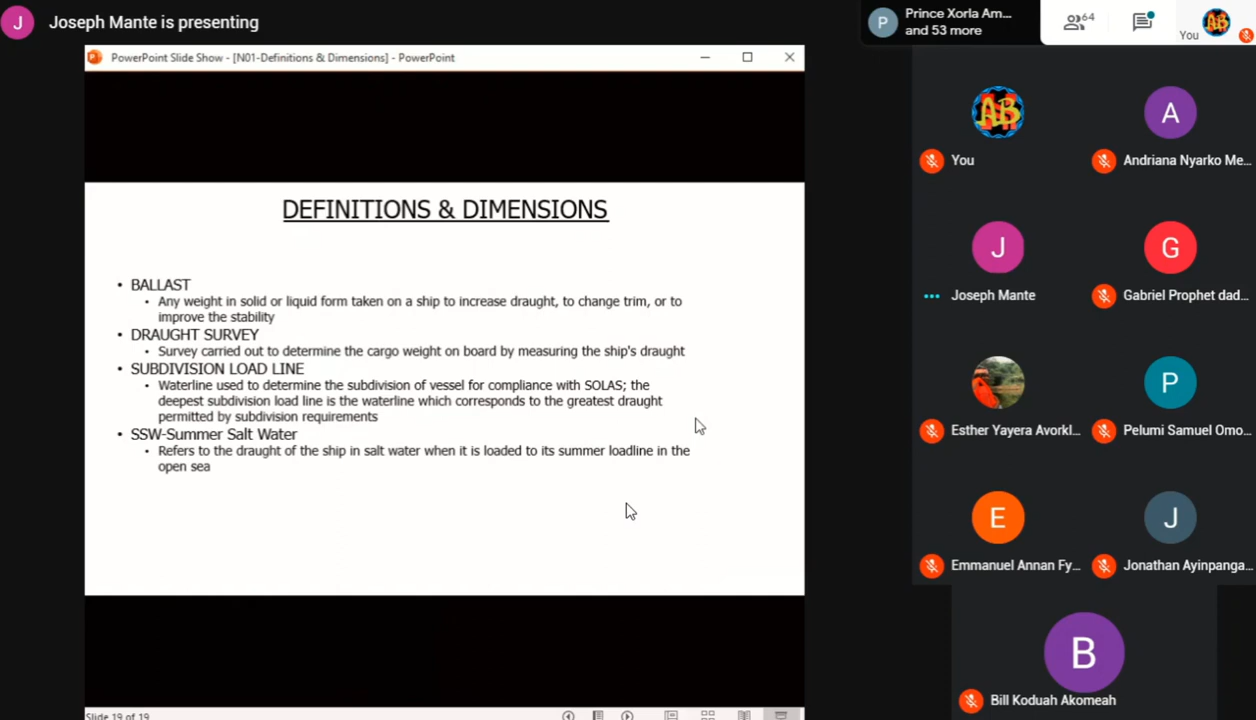 J
Joseph Mante is presenting
P
Prince Xorla Am...
and 53 more
64
You
PowerPoint Slide Show - [N01-Definitions & Dimensions] - PowerPoint
DEFINITIONS & DIMENSIONS
• BALLAST
• Any weight in solid or liquid form taken on a ship to increase draught, to change trim, or to
improve the stability
• DRAUGHT SURVEY
• Survey carried out to determine the cargo weight on board by measuring the ship's draught
• SUBDIVISION LOAD LINE
• Waterline used to determine the subdivision of vessel for compliance with SOLAS; the
deepest subdivision load line is the waterline which corresponds to the greatest draught
permitted by subdivision requirements
• SSW-Summer Salt Water
• Refers to the draught of the ship in salt water when it is loaded to its summer loadline in the
open sea
Slide 19 of 19
AB
You
A
Andriana Nyarko Me...
J
Joseph Mante
G
Gabriel Prophet dad...
Esther Yayera Avorkl...
P
Pelumi Samuel Omo...
E
Emmanuel Annan Fy...
J
Jonathan Ayinpanga...
B
Bill Koduah Akomeah